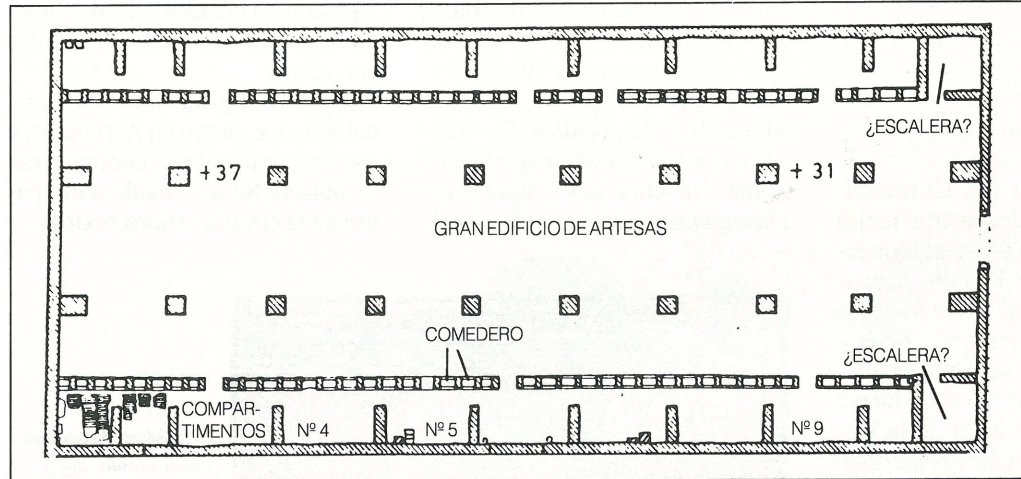 ¿ESCALERA?
+37
+ 31
GRAN EDIFICIO DE ARTESAS
COMEDERO
¿ESCALERA?
COMPAR-
TIMENTOS
Nº 4
Nº 5
Nº 9